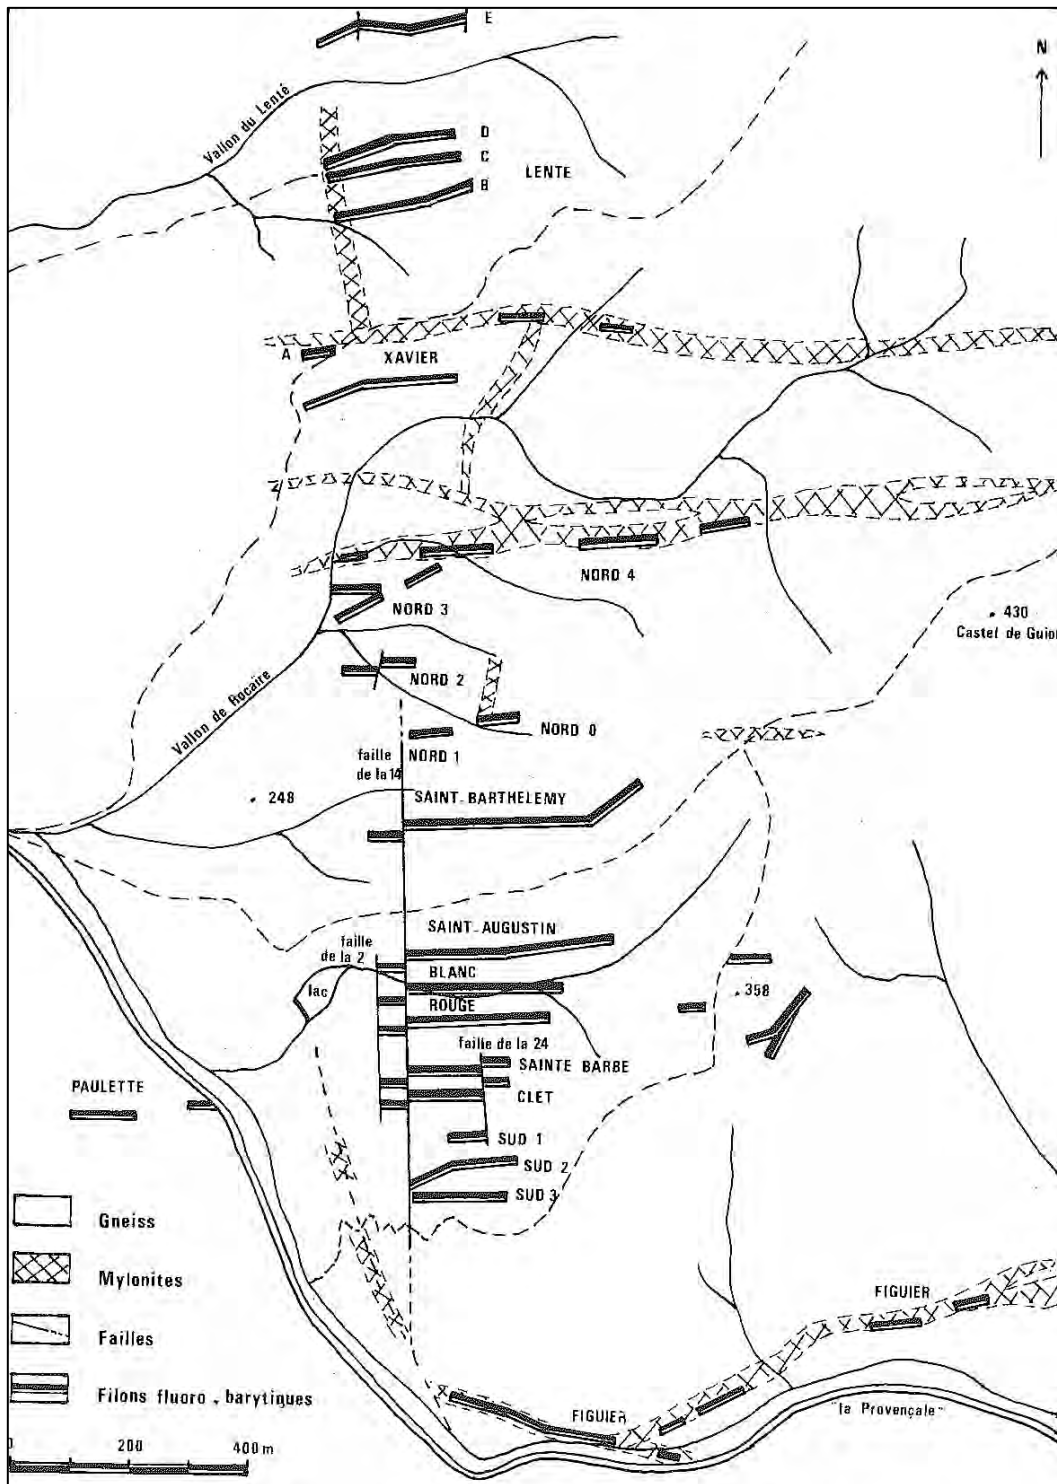 E
N
Vallon du Lenté
D
C
B
LENTE
A
XAVIER
NORD 4
NORD 3
430
Castel de Guiol
NORD 2
Vallon de Rocaire
NORD 0
NORD 1
faille
de la 14
SAINT-BARTHELEMY
248
SAINT-AUGUSTIN
faille
de la 2
BLANC
lac
ROUGE
358
faille de la 24
SAINTE BARBE
PAULETTE
CLET
SUD 1
SUD 2
SUD 3
Gneiss
Mylonites
FIGUIER
Failles
Filons fluoro-barytiques
FIGUIER
"la Provençale"
0 200 400 m